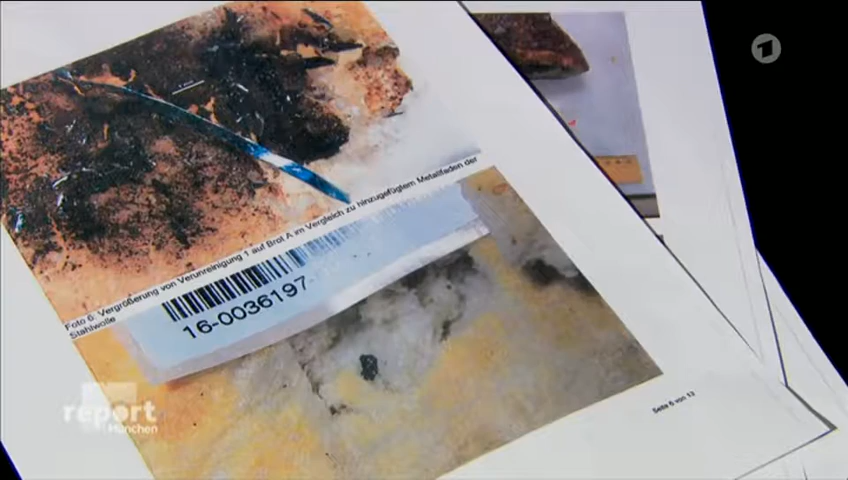 1
Foto 6: Vergrößerung von Verunreinigung 1 auf Brot A im Vergleich zu hinzugefügtem Metallfaden der
Stahlwolle
16-0036197
Seite 6 von 12
report
München